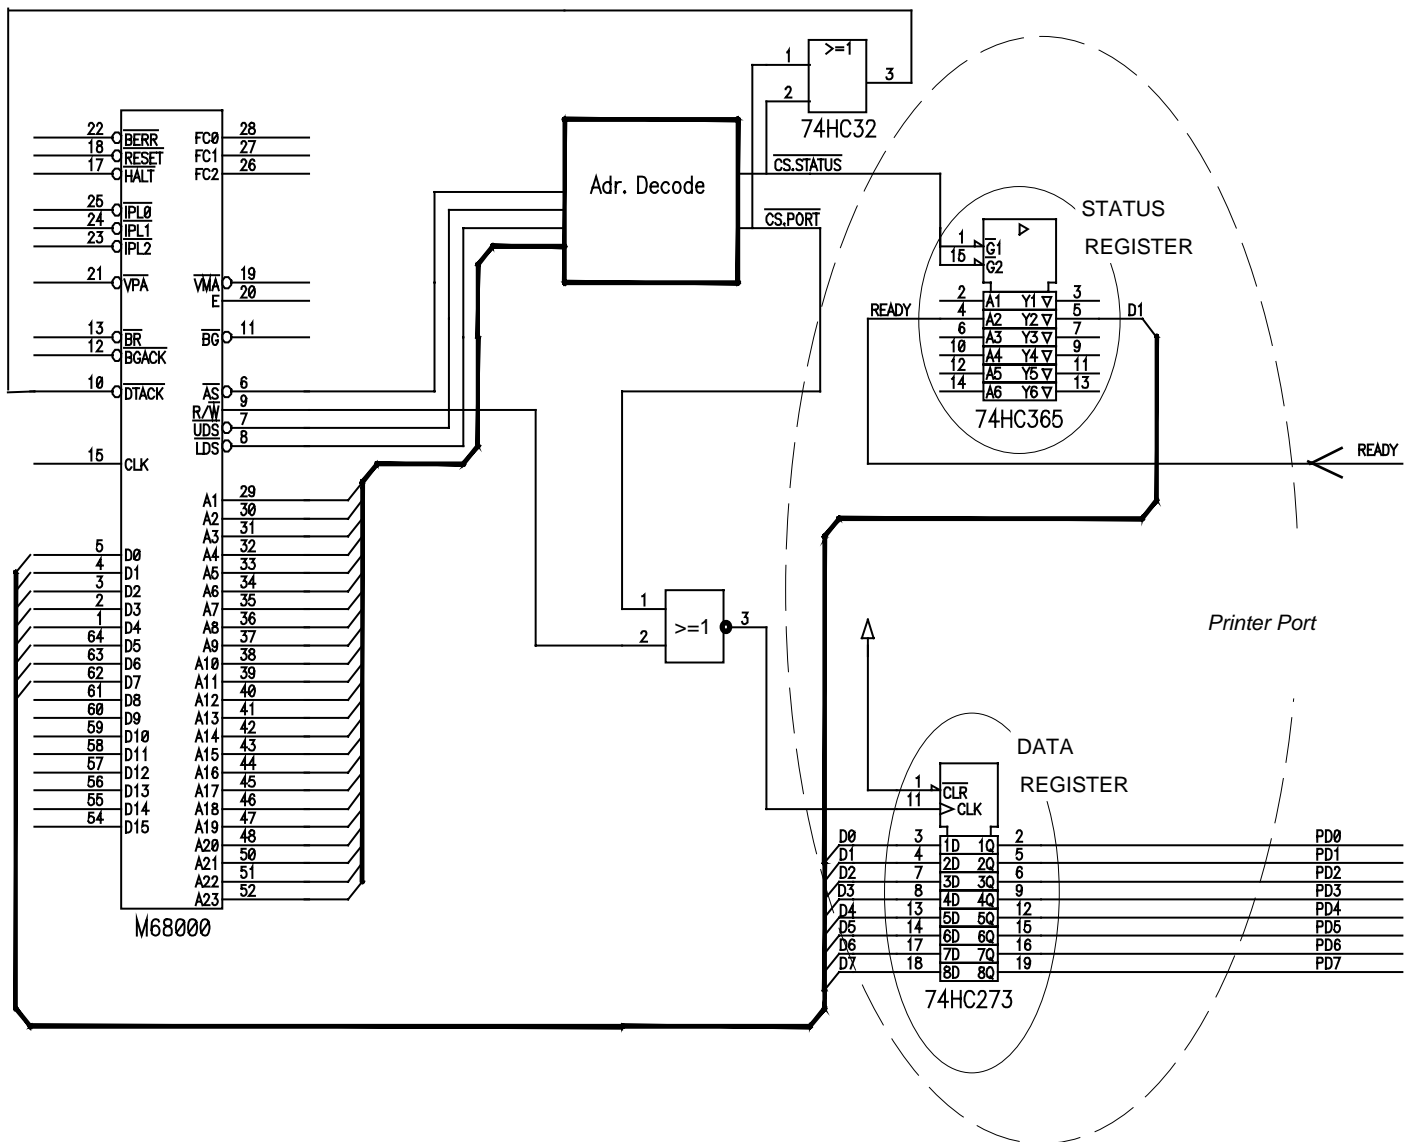 >=1
1
2
3
74HC32
Adr. Decode
CS.STATUS
CS.PORT
22 BERR FC0 28
18 RESET FC1 27
17 HALT FC2 26
25 IPL0
24 IPL1
23 IPL2
21 VPA VMA 19
E 20
13 BR BG 11
12 BGACK
10 DTACK AS 6
R/W 9
UDS 7
LDS 8
15 CLK
A1 29
A2 30
A3 31
5 D0 A4 32
4 D1 A5 33
3 D2 A6 34
2 D3 A7 35
1 D4 A8 36
64 D5 A9 37
63 D6 A10 38
62 D7 A11 39
61 D8 A12 40
60 D9 A13 41
59 D10 A14 42
58 D11 A15 43
57 D12 A16 44
56 D13 A17 45
55 D14 A18 46
54 D15 A19 47
A20 48
A21 50
A22 51
A23 52
M68000
STATUS
REGISTER
1 G1
15 G2
2 A1 Y1 3
READY 4 A2 Y2 5 D1
6 A3 Y3 7
10 A4 Y4 9
12 A5 Y5 11
14 A6 Y6 13
74HC365
READY
1
2
>=1
3
Printer Port
DATA
REGISTER
1 CLR
11 CLK
D0 3 1D 1Q 2 PD0
D1 4 2D 2Q 5 PD1
D2 7 3D 3Q 6 PD2
D3 8 4D 4Q 9 PD3
D4 13 5D 5Q 12 PD4
D5 14 6D 6Q 15 PD5
D6 17 7D 7Q 16 PD6
D7 18 8D 8Q 19 PD7
74HC273